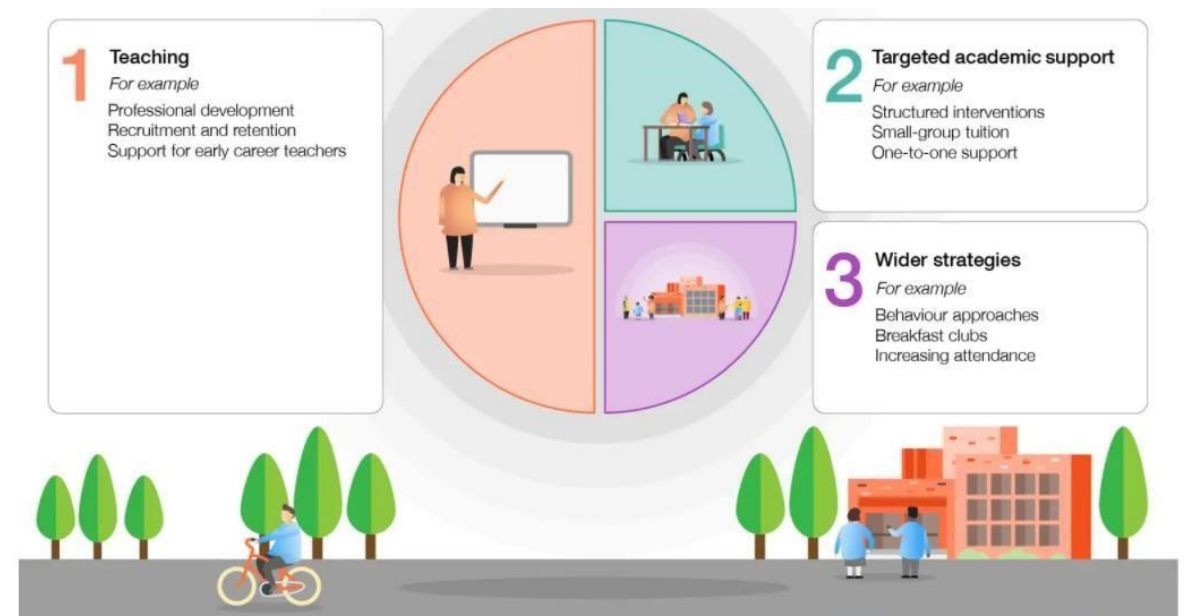 1
Teaching
For example
Professional development
Recruitment and retention
Support for early career teachers
2
Targeted academic support
For example
Structured interventions
Small-group tuition
One-to-one support
3
Wider strategies
For example
Behaviour approaches
Breakfast clubs
Increasing attendance